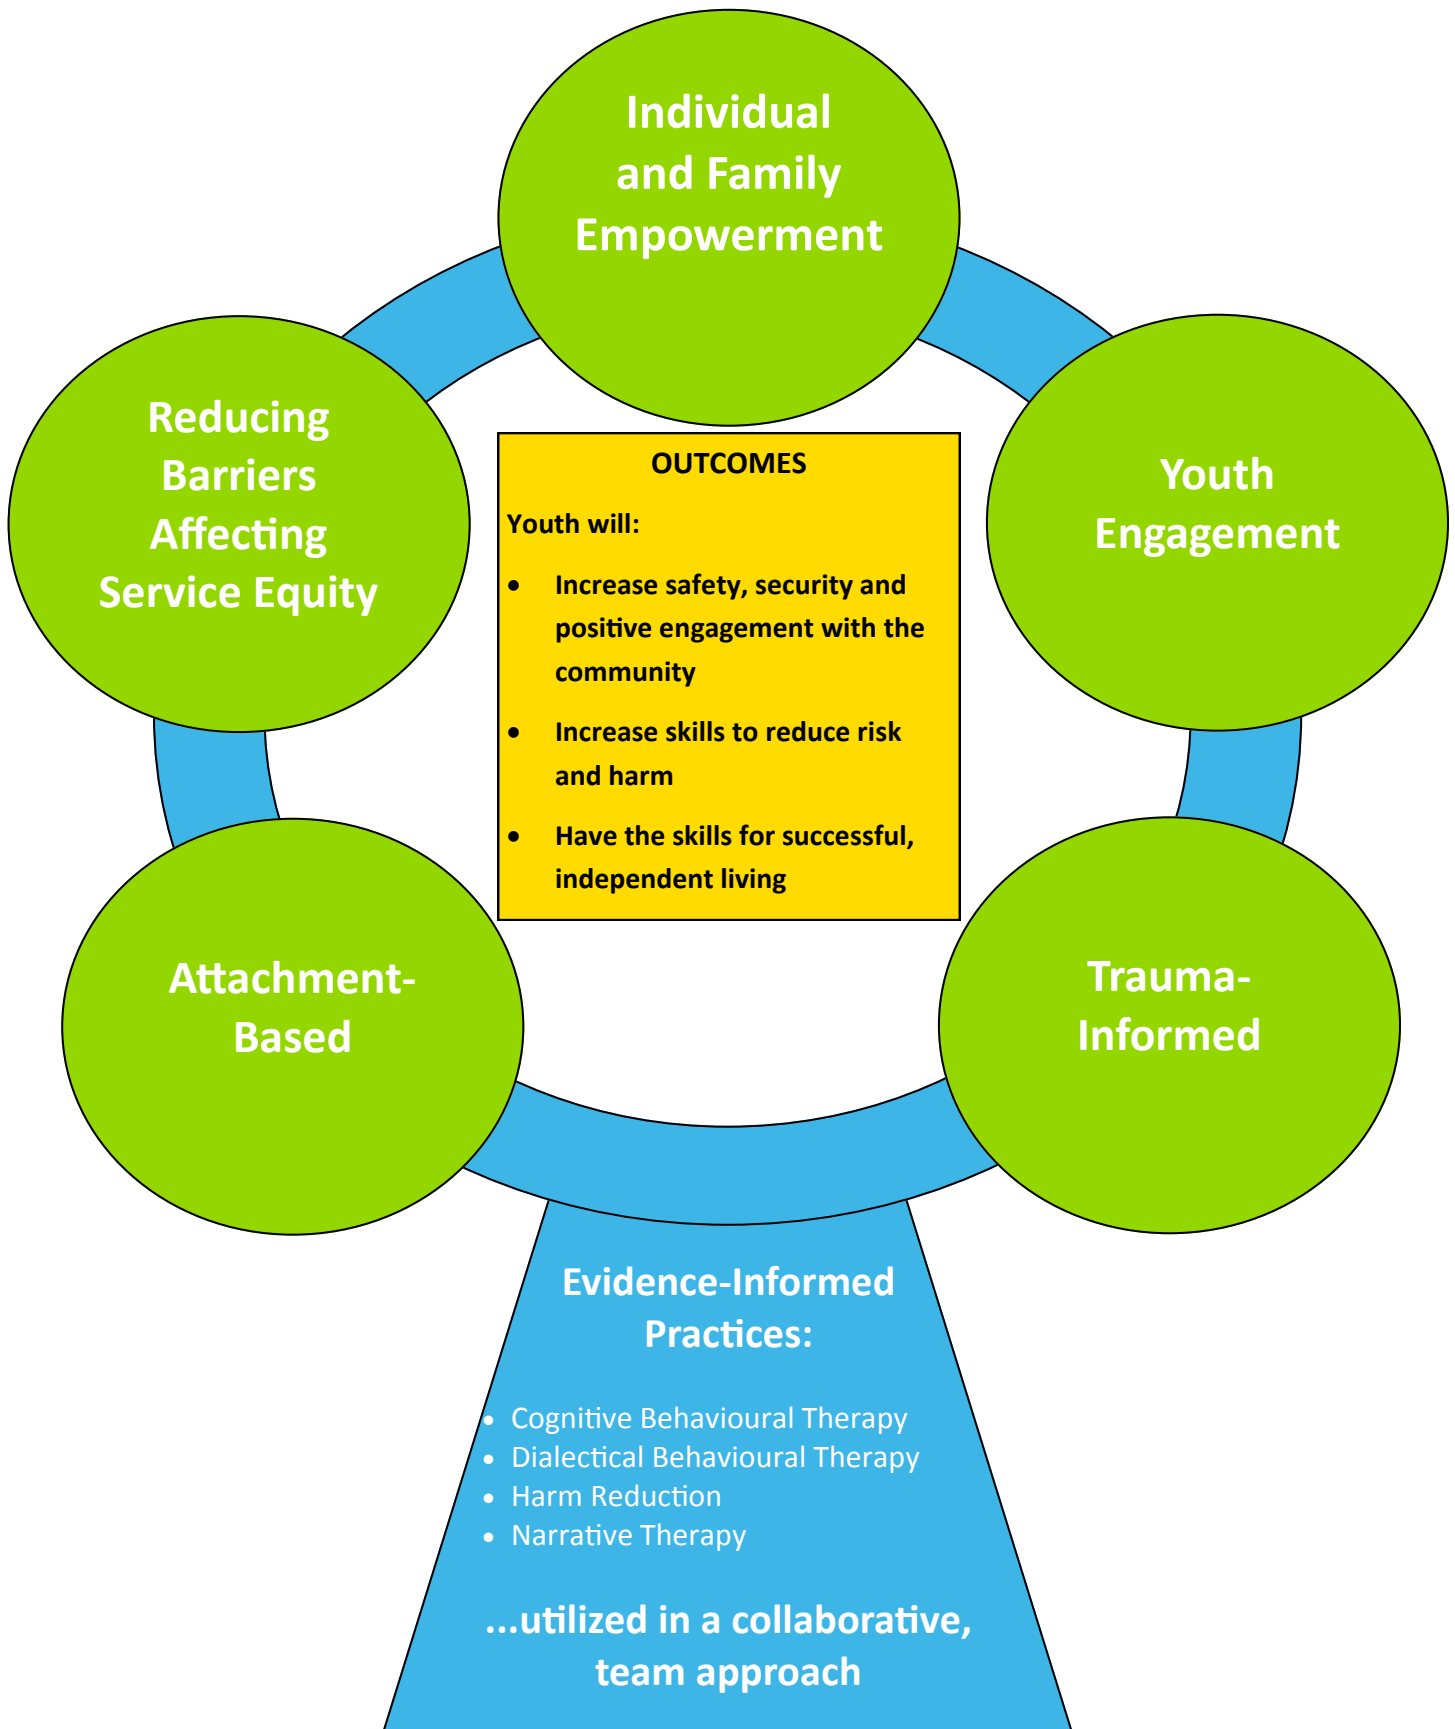 Individual
and Family
Empowerment
Reducing
Barriers
Affecting
Service Equity
Youth
Engagement
OUTCOMES
Youth will:
• Increase safety, security and
positive engagement with the
community
• Increase skills to reduce risk
and harm
• Have the skills for successful,
independent living
Attachment-
Based
Trauma-
Informed
Evidence-Informed
Practices:
• Cognitive Behavioural Therapy
• Dialectical Behavioural Therapy
• Harm Reduction
• Narrative Therapy
...utilized in a collaborative,
team approach